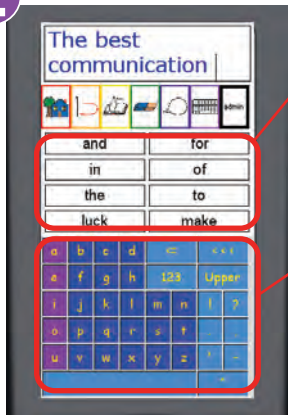 The best
communication
admin
and for
in of
the to
luck make
a b c d
e f g h 123 Upper
i j k l m n ! ?
o p q r s t
u v w x y z